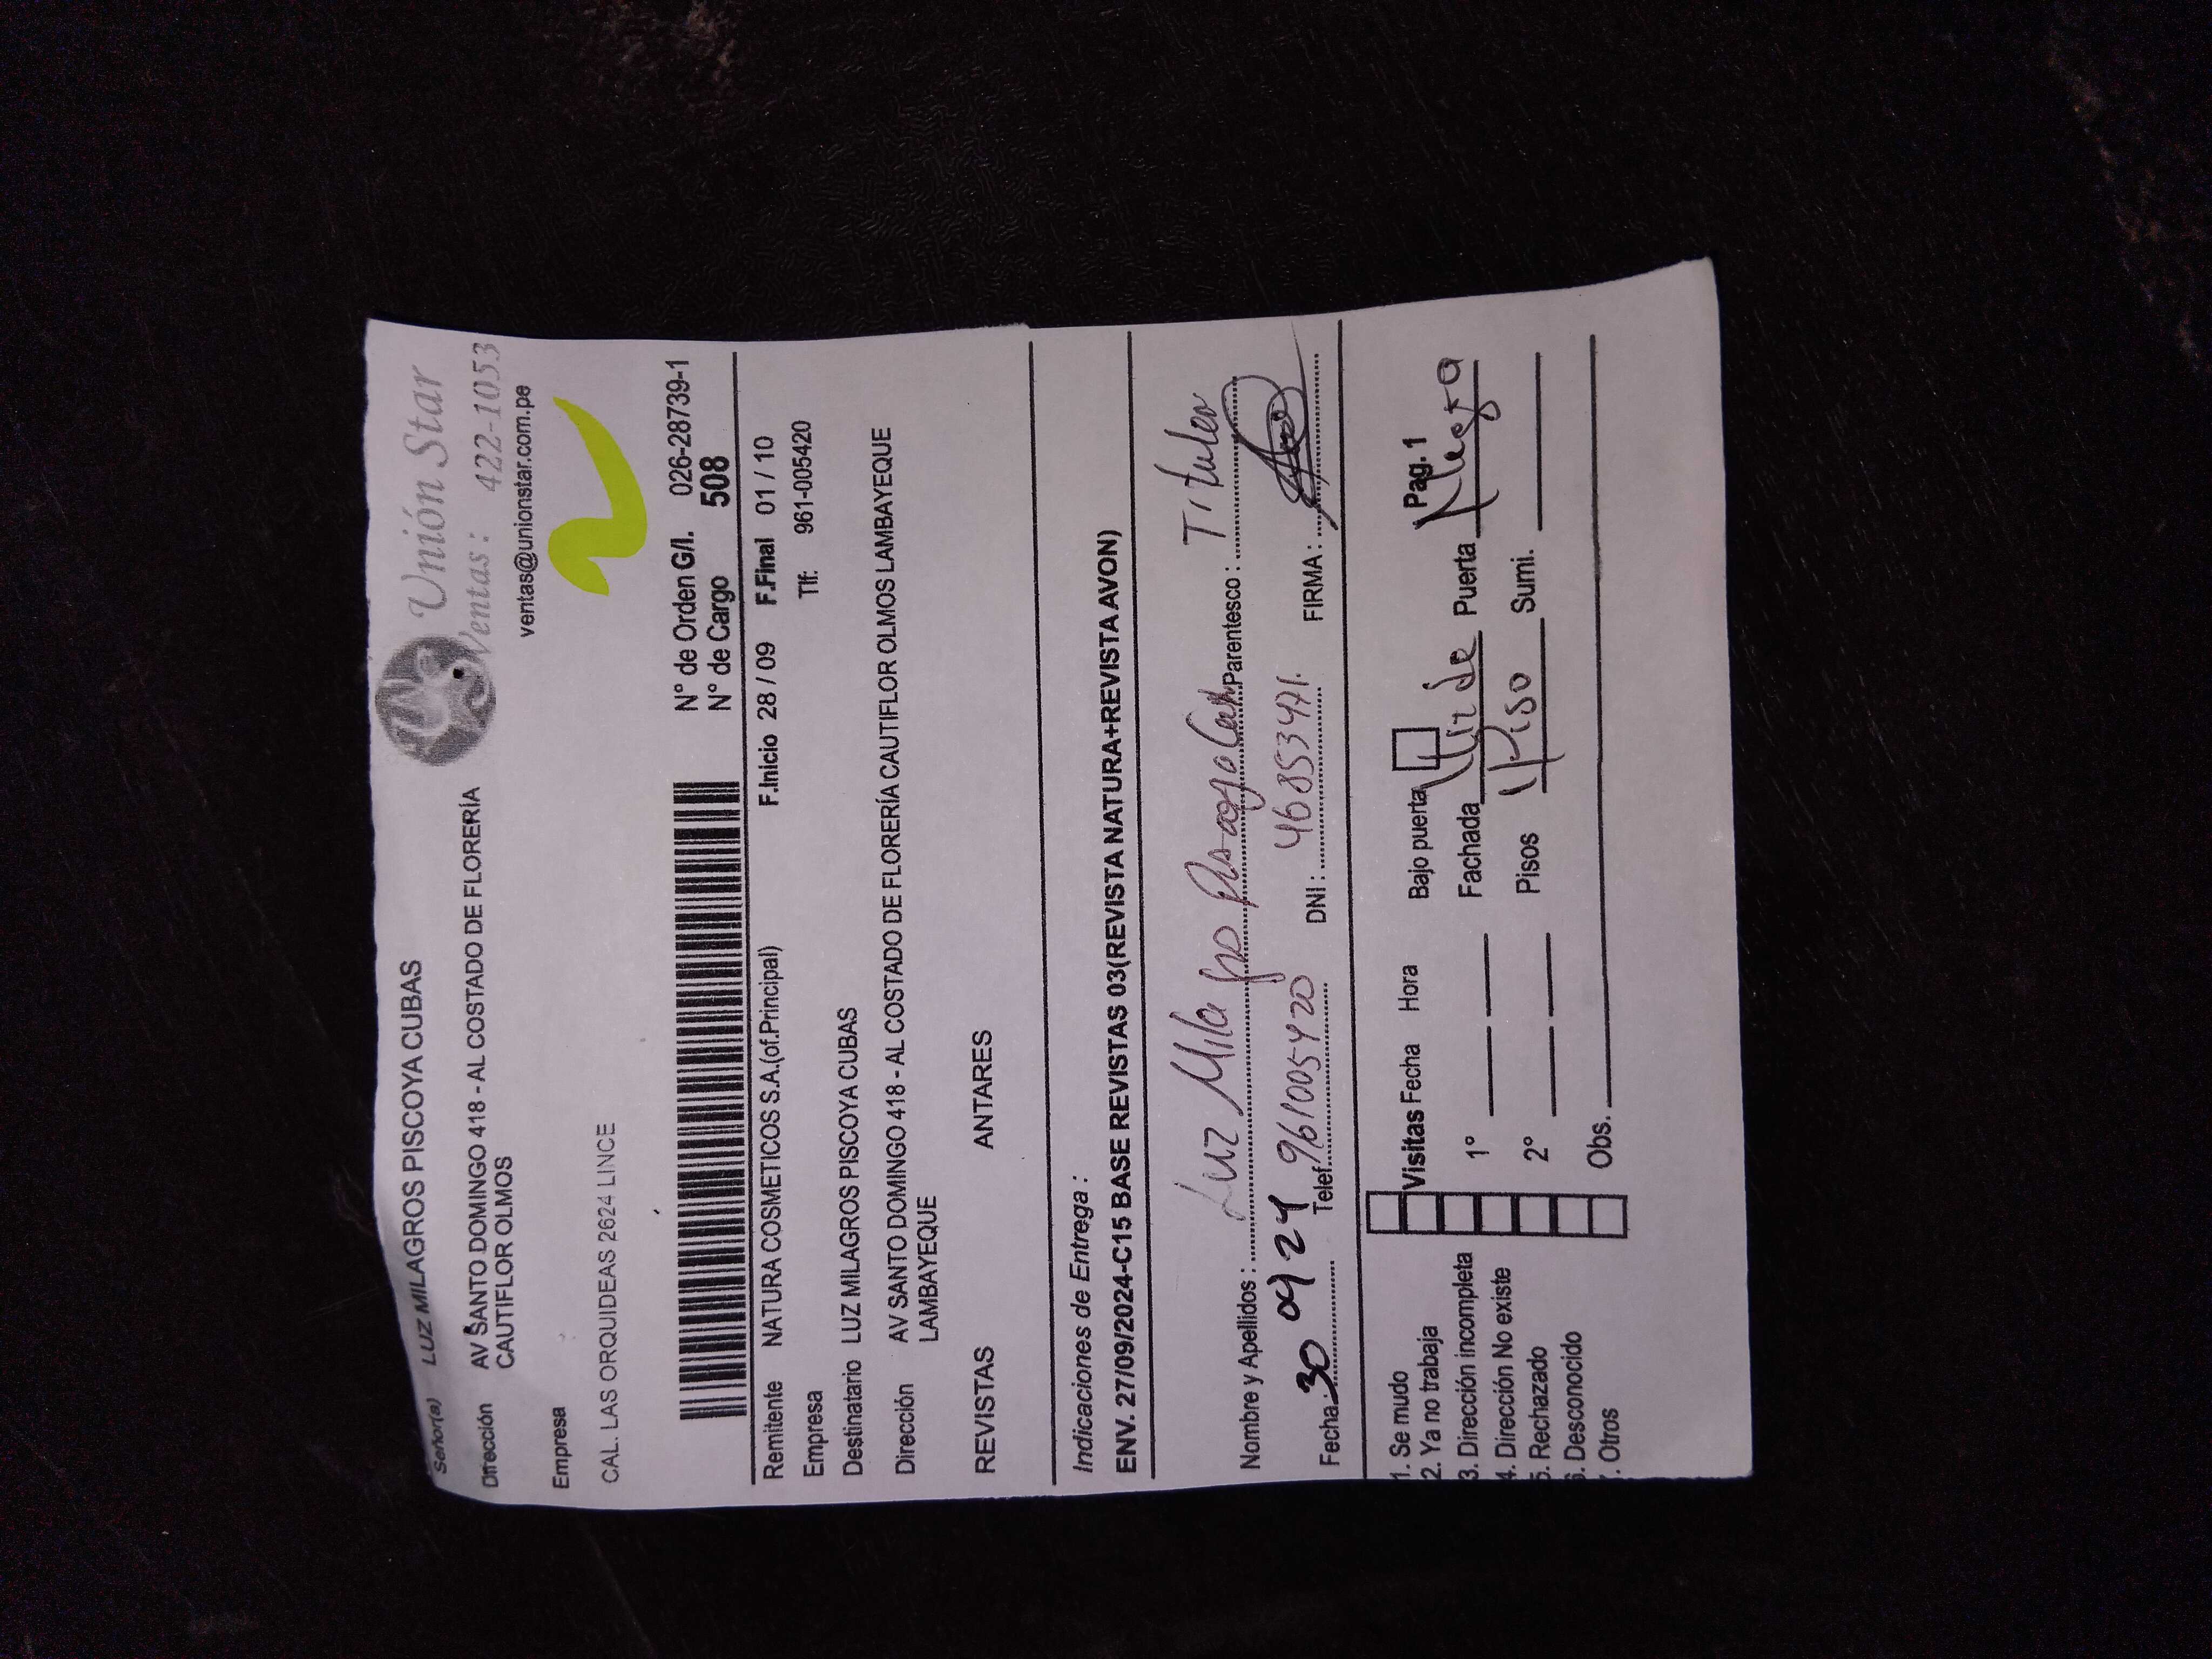 Señor(a) LUZ MILAGROS PISCOYA CUBAS
Unión Star
Ventas: 422-1053
ventas@unionstar.com.pe
Dirección AV SANTO DOMINGO 418 - AL COSTADO DE FLORERÍA
CAUTIFLOR OLMOS
Empresa
CAL. LAS ORQUIDEAS 2624 LINCE
N° de Orden G/I. 026-28739-1
N° de Cargo 508
Remitente NATURA COSMETICOS S.A.(of.Principal) F.Inicio 28 / 09 F.Final 01 / 10
Empresa Tlf: 961-005420
Destinatario LUZ MILAGROS PISCOYA CUBAS
Dirección AV SANTO DOMINGO 418 - AL COSTADO DE FLORERÍA CAUTIFLOR OLMOS LAMBAYEQUE
LAMBAYEQUE
REVISTAS ANTARES
Indicaciones de Entrega :
ENV. 27/09/2024-C15 BASE REVISTAS 03(REVISTA NATURA+REVISTA AVON)
Nombre y Apellidos : Luz Mila Parentesco : Titular
Fecha 30 09 24 Telef. 961005420 DNI : 46853471. FIRMA :
1. Se mudo
2. Ya no trabaja
3. Dirección incompleta
4. Dirección No existe
5. Rechazado
6. Desconocido
7. Otros
Visitas Fecha Hora Bajo puerta Pag. 1
1° Fachada Puerta Negra
2° Pisos 1 Piso Sumi.
Obs.